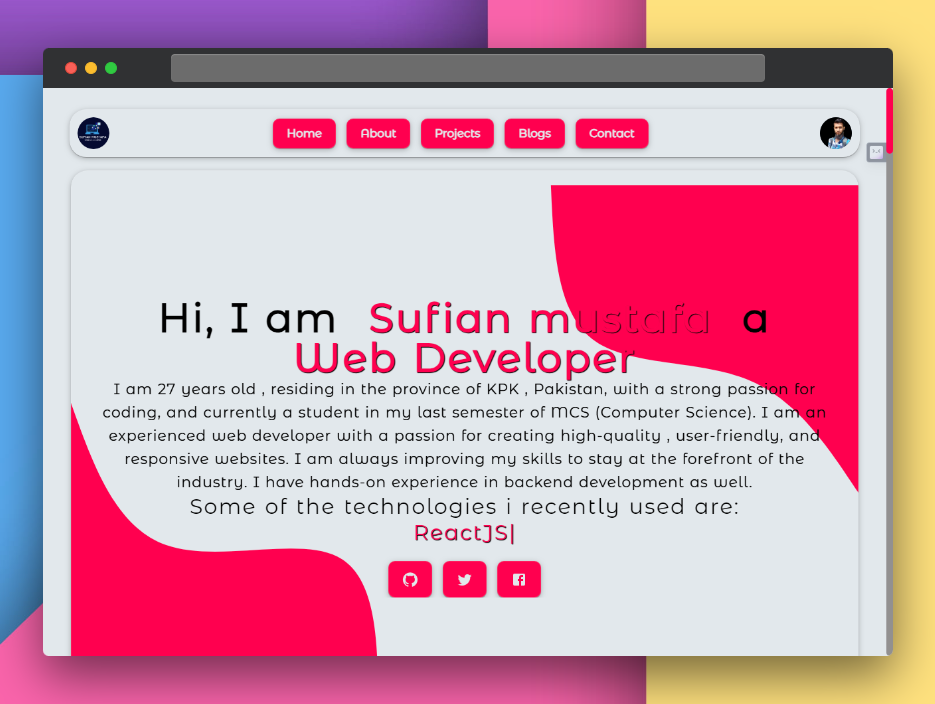 Home About Projects Blogs Contact
Hi, I am Sufian mustafa a
Web Developer
I am 27 years old , residing in the province of KPK , Pakistan, with a strong passion for
coding, and currently a student in my last semester of MCS (Computer Science). I am an
experienced web developer with a passion for creating high-quality , user-friendly, and
responsive websites. I am always improving my skills to stay at the forefront of the
industry. I have hands-on experience in backend development as well.
Some of the technologies i recently used are:
ReactJS|